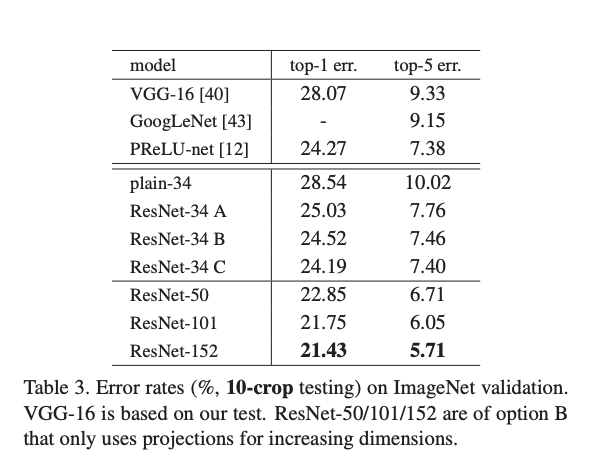 model top-1 err. top-5 err.
VGG-16 [40] 28.07 9.33
GoogLeNet [43] - 9.15
PReLU-net [12] 24.27 7.38
plain-34 28.54 10.02
ResNet-34 A 25.03 7.76
ResNet-34 B 24.52 7.46
ResNet-34 C 24.19 7.40
ResNet-50 22.85 6.71
ResNet-101 21.75 6.05
ResNet-152 21.43 5.71
Table 3. Error rates (%, 10-crop testing) on ImageNet validation.
VGG-16 is based on our test. ResNet-50/101/152 are of option B
that only uses projections for increasing dimensions.